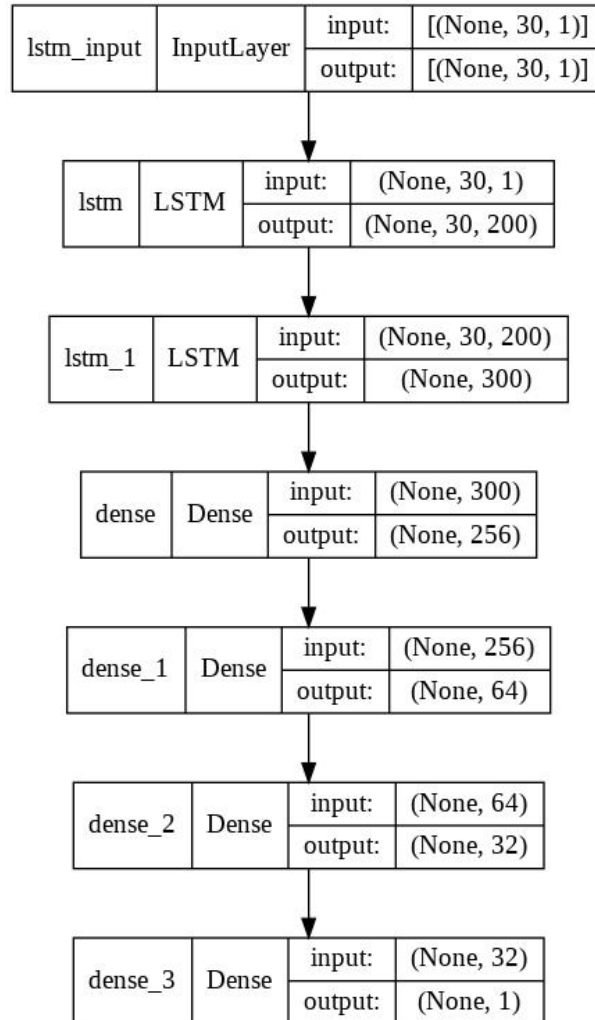 lstm_input InputLayer input: [(None, 30, 1)]
output: [(None, 30, 1)]
lstm LSTM input: (None, 30, 1)
output: (None, 30, 200)
lstm_1 LSTM input: (None, 30, 200)
output: (None, 300)
dense Dense input: (None, 300)
output: (None, 256)
dense_1 Dense input: (None, 256)
output: (None, 64)
dense_2 Dense input: (None, 64)
output: (None, 32)
dense_3 Dense input: (None, 32)
output: (None, 1)